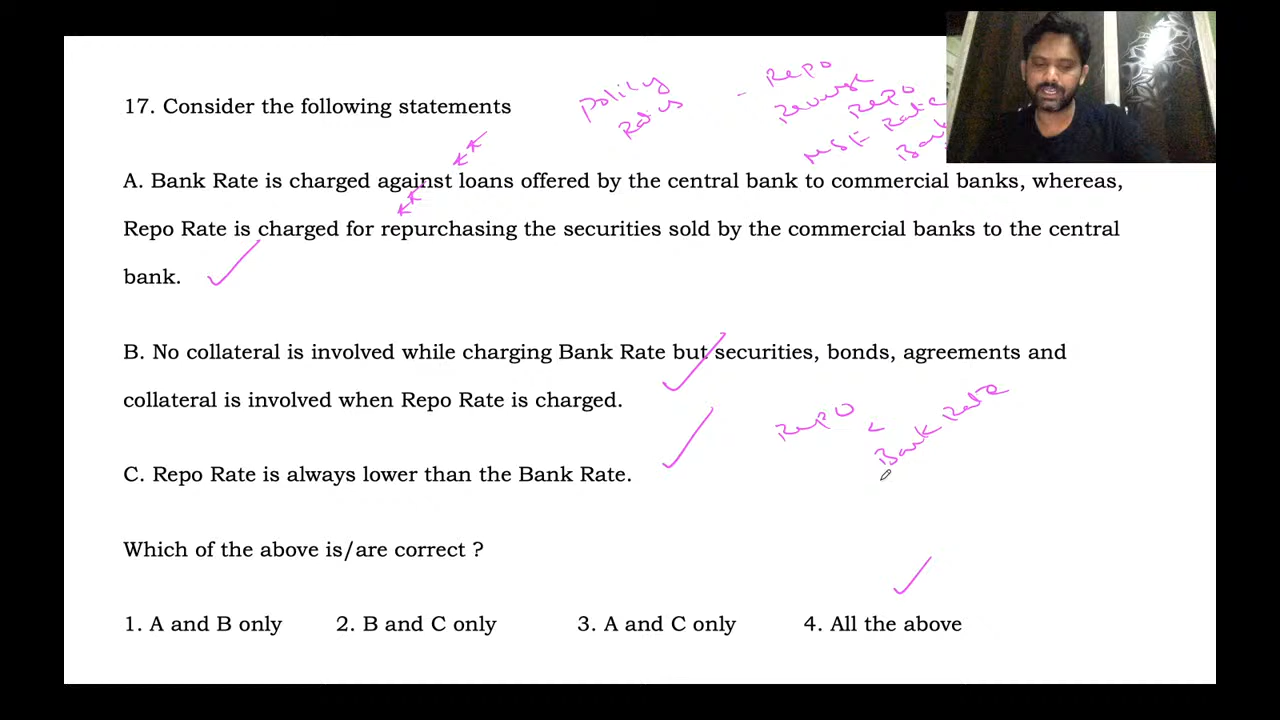 17. Consider the following statements
Policy Rates - Repo
Reverse Repo
MSF Rate
Bank
A. Bank Rate is charged against loans offered by the central bank to commercial banks, whereas,
Repo Rate is charged for repurchasing the securities sold by the commercial banks to the central
bank.
B. No collateral is involved while charging Bank Rate but securities, bonds, agreements and
collateral is involved when Repo Rate is charged.
Repo < Bank Rate
C. Repo Rate is always lower than the Bank Rate.
Which of the above is/are correct ?
1. A and B only 2. B and C only 3. A and C only 4. All the above